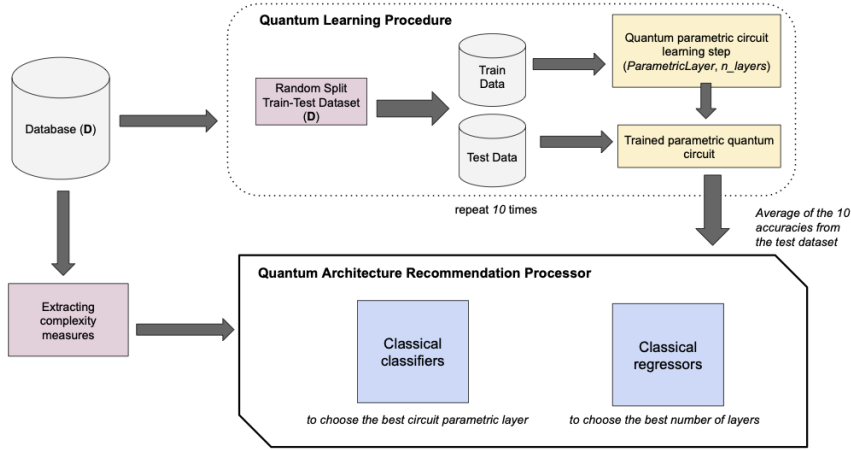 Quantum Learning Procedure
Database (D)
Random Split
Train-Test Dataset
(D)
Train
Data
Test Data
Quantum parametric circuit
learning step
(ParametricLayer, n_layers)
Trained parametric quantum
circuit
repeat 10 times
Average of the 10
accuracies from
the test dataset
Extracting
complexity
measures
Quantum Architecture Recommendation Processor
Classical
classifiers
to choose the best circuit parametric layer
Classical
regressors
to choose the best number of layers